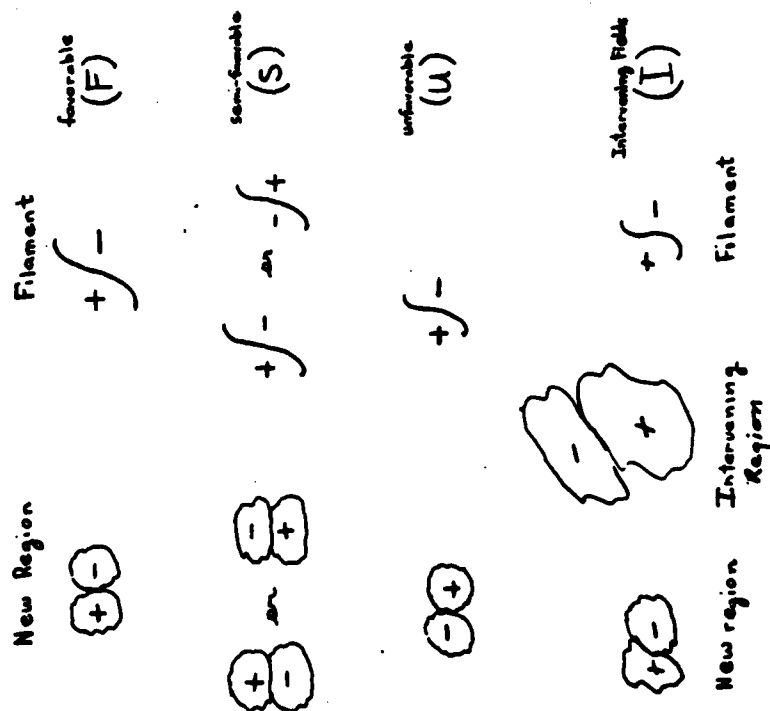 New Region Filament
+ - + - favorable
(F)
+ or - + - or - + semi-favorable
- + (S)
- + + - unfavorable
(U)
- Intervening Fields
+ - + + - (I)
New region Intervening Filament
Region